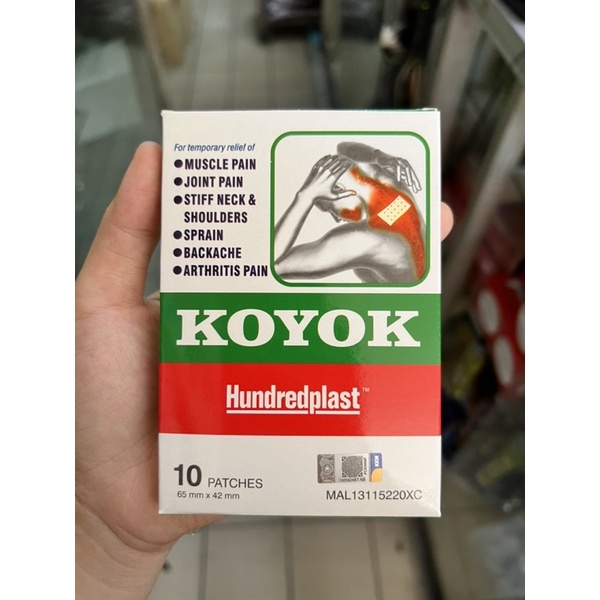 For temporary relief of
●MUSCLE PAIN
●JOINT PAIN
●STIFF NECK &
SHOULDERS
●SPRAIN
●BACKACHE
●ARTHRITIS PAIN
KOYOK
Hundredplast™
10 PATCHES
65 mm x 42 mm
MAL13115220XC